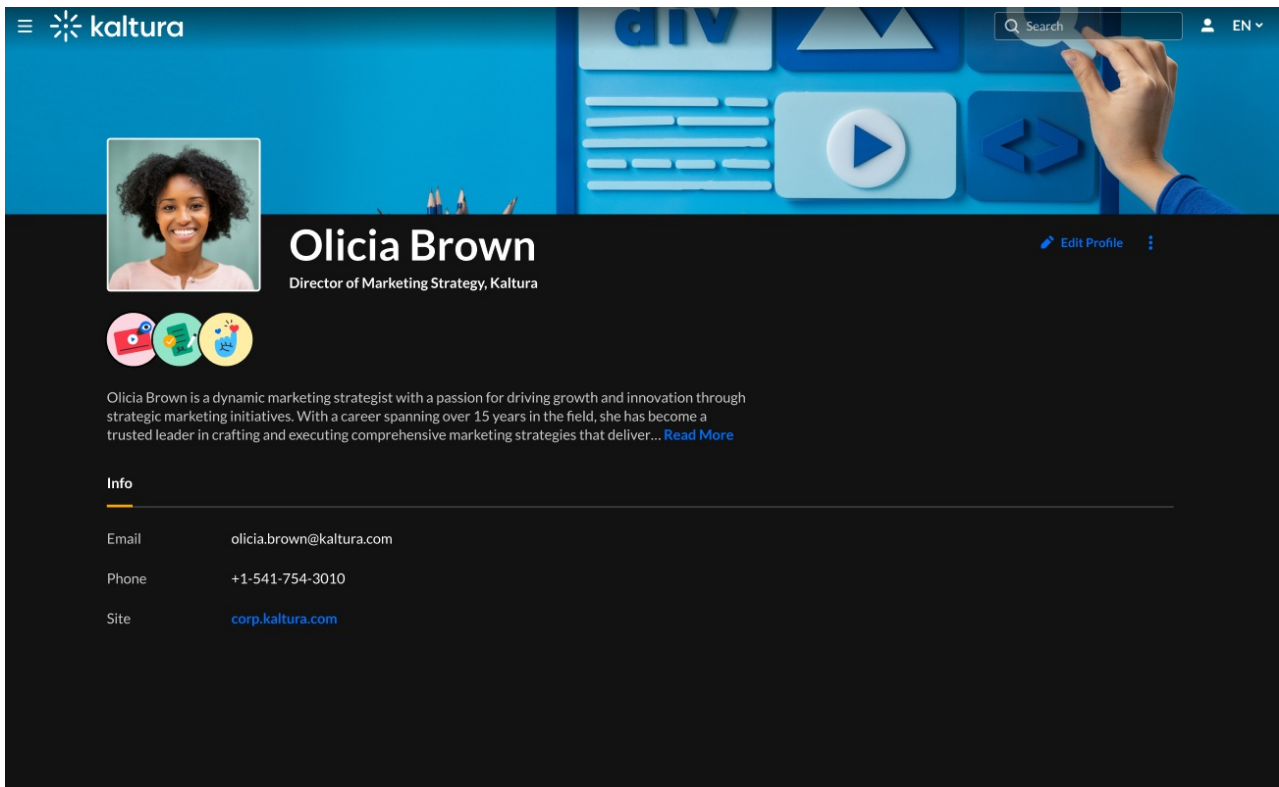 kaltura
div
Search
EN
Olicia Brown
Edit Profile
Director of Marketing Strategy, Kaltura
Olicia Brown is a dynamic marketing strategist with a passion for driving growth and innovation through
strategic marketing initiatives. With a career spanning over 15 years in the field, she has become a
trusted leader in crafting and executing comprehensive marketing strategies that deliver... Read More
Info
Email olicia.brown@kaltura.com
Phone +1-541-754-3010
Site corp.kaltura.com